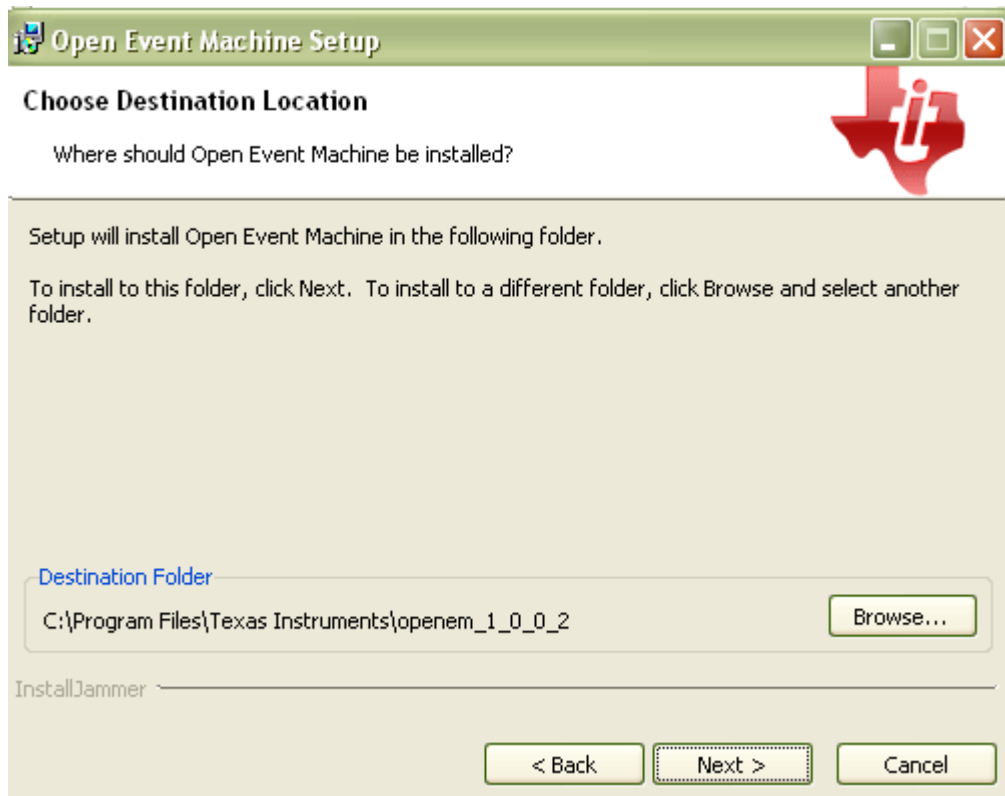 Open Event Machine Setup
Choose Destination Location
Where should Open Event Machine be installed?
Setup will install Open Event Machine in the following folder.
To install to this folder, click Next.  To install to a different folder, click Browse and select another
folder.
Destination Folder
C:\Program Files\Texas Instruments\openem_1_0_0_2
Browse...
InstallJammer
< Back
Next >
Cancel